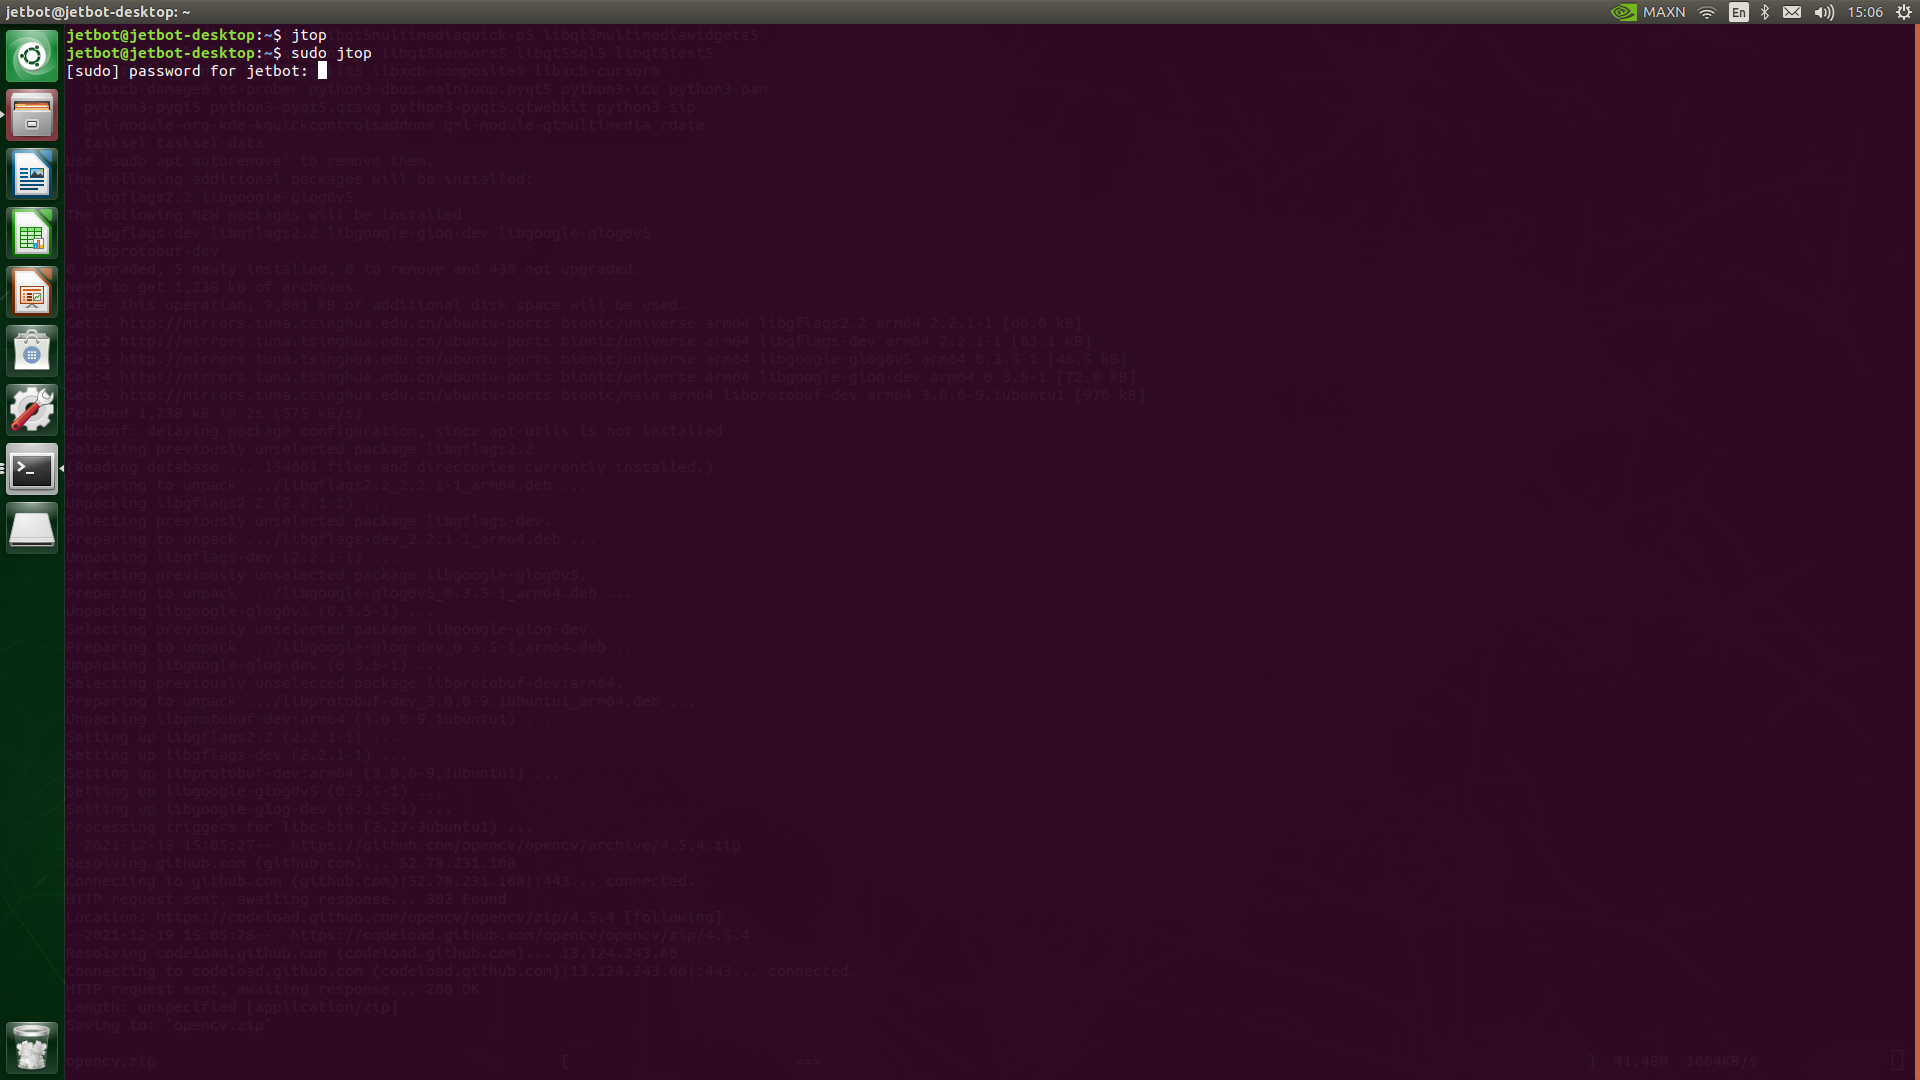 jetbot@jetbot-desktop: ~
MAXN
En
15:06
jetbot@jetbot-desktop:~$ jtop
jetbot@jetbot-desktop:~$ sudo jtop
[sudo] password for jetbot:
libxcb-damage0 os-prober python3-dbus.mainloop.pyqt5 python3-icu python3-pam
python3-pyqt5 python3-pyqt5.qtsvg python3-pyqt5.qtwebkit python3-sip
qml-module-org-kde-kquickcontrolsaddons qml-module-qtmultimedia rdate
tasksel tasksel-data
Use 'sudo apt autoremove' to remove them.
The following additional packages will be installed:
libgflags2.2 libgoogle-glog0v5
The following NEW packages will be installed:
libgflags-dev libgflags2.2 libgoogle-glog-dev libgoogle-glog0v5
libprotobuf-dev
0 upgraded, 5 newly installed, 0 to remove and 430 not upgraded.
Need to get 1,238 kB of archives.
After this operation, 9,801 kB of additional disk space will be used.
Get:1 http://mirrors.tuna.tsinghua.edu.cn/ubuntu-ports bionic/universe arm64 libgflags2.2 arm64 2.2.1-1 [66.0 kB]
Get:2 http://mirrors.tuna.tsinghua.edu.cn/ubuntu-ports bionic/universe arm64 libgflags-dev arm64 2.2.1-1 [83.1 kB]
Get:3 http://mirrors.tuna.tsinghua.edu.cn/ubuntu-ports bionic/universe arm64 libgoogle-glog0v5 arm64 0.3.5-1 [46.5 kB]
Get:4 http://mirrors.tuna.tsinghua.edu.cn/ubuntu-ports bionic/universe arm64 libgoogle-glog-dev arm64 0.3.5-1 [72.8 kB]
Get:5 http://mirrors.tuna.tsinghua.edu.cn/ubuntu-ports bionic/main arm64 libprotobuf-dev arm64 3.0.0-9.1ubuntu1 [970 kB]
Fetched 1,238 kB in 2s (575 kB/s)
debconf: delaying package configuration, since apt-utils is not installed
Selecting previously unselected package libgflags2.2.
(Reading database ... 154601 files and directories currently installed.)
Preparing to unpack .../libgflags2.2_2.2.1-1_arm64.deb ...
Unpacking libgflags2.2 (2.2.1-1) ...
Selecting previously unselected package libgflags-dev.
Preparing to unpack .../libgflags-dev_2.2.1-1_arm64.deb ...
Unpacking libgflags-dev (2.2.1-1) ...
Selecting previously unselected package libgoogle-glog0v5.
Preparing to unpack .../libgoogle-glog0v5_0.3.5-1_arm64.deb ...
Unpacking libgoogle-glog0v5 (0.3.5-1) ...
Selecting previously unselected package libgoogle-glog-dev.
Preparing to unpack .../libgoogle-glog-dev_0.3.5-1_arm64.deb ...
Unpacking libgoogle-glog-dev (0.3.5-1) ...
Selecting previously unselected package libprotobuf-dev:arm64.
Preparing to unpack .../libprotobuf-dev_3.0.0-9.1ubuntu1_arm64.deb ...
Unpacking libprotobuf-dev:arm64 (3.0.0-9.1ubuntu1) ...
Setting up libgflags2.2 (2.2.1-1) ...
Setting up libgflags-dev (2.2.1-1) ...
Setting up libprotobuf-dev:arm64 (3.0.0-9.1ubuntu1) ...
Setting up libgoogle-glog0v5 (0.3.5-1) ...
Setting up libgoogle-glog-dev (0.3.5-1) ...
Processing triggers for libc-bin (2.27-3ubuntu1) ...
--2021-12-19 15:05:27--  https://github.com/opencv/opencv/archive/4.5.4.zip
Resolving github.com (github.com)... 52.78.231.108
Connecting to github.com (github.com)|52.78.231.108|:443... connected.
HTTP request sent, awaiting response... 302 Found
Location: https://codeload.github.com/opencv/opencv/zip/4.5.4 [following]
--2021-12-19 15:05:28--  https://codeload.github.com/opencv/opencv/zip/4.5.4
Resolving codeload.github.com (codeload.github.com)... 13.124.243.66
Connecting to codeload.github.com (codeload.github.com)|13.124.243.66|:443... connected.
HTTP request sent, awaiting response... 200 OK
Length: unspecified [application/zip]
Saving to: ‘opencv.zip’
opencv.zip [ <=> ] 41.48M 1004KB/s